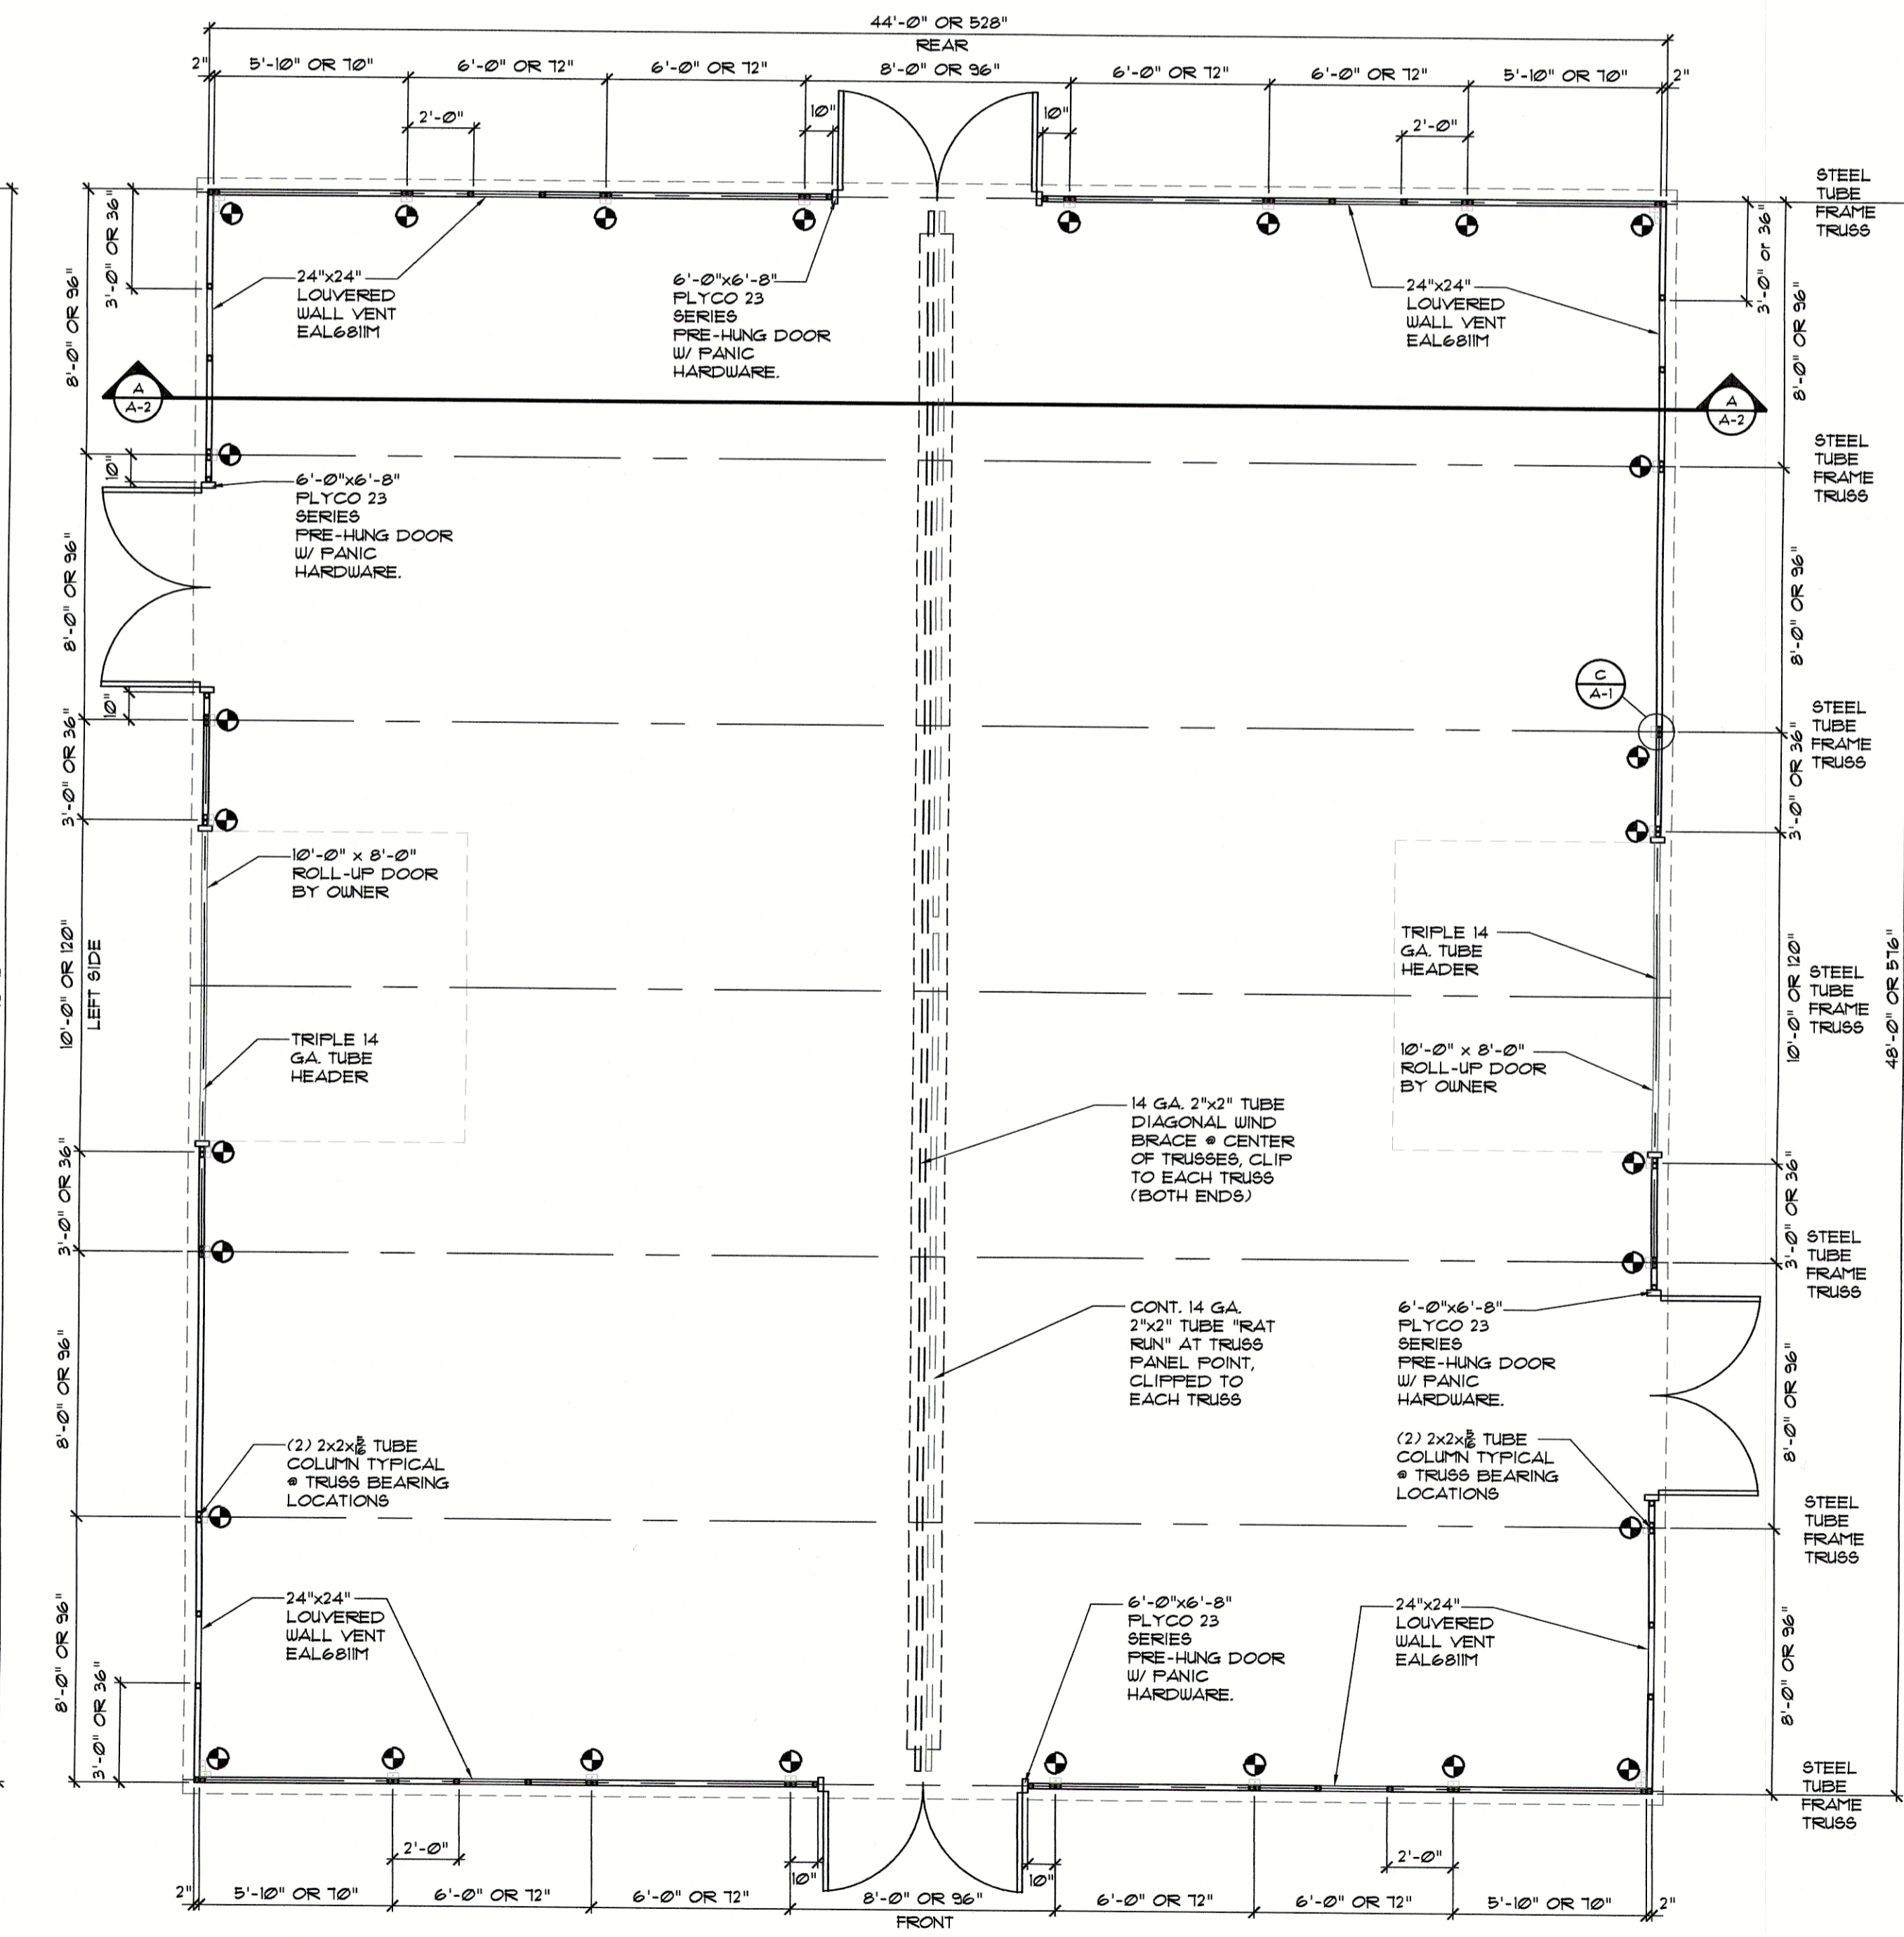 44'-0" OR 528"
REAR
2" 5'-10" OR 70" 6'-0" OR 72" 6'-0" OR 72" 8'-0" OR 96" 6'-0" OR 72" 6'-0" OR 72" 5'-10" OR 70" 2"
2'-0" 10" 10" 2'-0"
3'-0" OR 36"
8'-0" OR 96"
24"x24"
LOUVERED
WALL VENT
EAL6811M
6'-0"x6'-8"
PLYCO 23
SERIES
PRE-HUNG DOOR
W/ PANIC
HARDWARE.
24"x24"
LOUVERED
WALL VENT
EAL6811M
3'-0" or 36"
8'-0" OR 96"
STEEL
TUBE
FRAME
TRUSS
A
A-2
A
A-2
10"
6'-0"x6'-8"
PLYCO 23
SERIES
PRE-HUNG DOOR
W/ PANIC
HARDWARE.
8'-0" OR 96"
10"
STEEL
TUBE
FRAME
TRUSS
8'-0" OR 96"
C
A-1
3'-0" OR 36"
STEEL
TUBE
FRAME
TRUSS
3'-0" OR 36"
10'-0" x 8'-0"
ROLL-UP DOOR
BY OWNER
10'-0" OR 120"
LEFT SIDE
TRIPLE 14
GA. TUBE
HEADER
TRIPLE 14
GA. TUBE
HEADER
10'-0" x 8'-0"
ROLL-UP DOOR
BY OWNER
10'-0" OR 120"
STEEL
TUBE
FRAME
TRUSS
48'-0" OR 576"
14 GA. 2"x2" TUBE
DIAGONAL WIND
BRACE @ CENTER
OF TRUSSES, CLIP
TO EACH TRUSS
(BOTH ENDS)
3'-0" OR 36"
3'-0" OR 36"
STEEL
TUBE
FRAME
TRUSS
CONT. 14 GA.
2"x2" TUBE "RAT
RUN" AT TRUSS
PANEL POINT,
CLIPPED TO
EACH TRUSS
6'-0"x6'-8"
PLYCO 23
SERIES
PRE-HUNG DOOR
W/ PANIC
HARDWARE.
8'-0" OR 96"
8'-0" OR 96"
(2) 2x2x TUBE
COLUMN TYPICAL
@ TRUSS BEARING
LOCATIONS
(2) 2x2x TUBE
COLUMN TYPICAL
@ TRUSS BEARING
LOCATIONS
STEEL
TUBE
FRAME
TRUSS
8'-0" OR 96"
3'-0" OR 36"
24"x24"
LOUVERED
WALL VENT
EAL6811M
6'-0"x6'-8"
PLYCO 23
SERIES
PRE-HUNG DOOR
W/ PANIC
HARDWARE.
24"x24"
LOUVERED
WALL VENT
EAL6811M
8'-0" OR 96"
STEEL
TUBE
FRAME
TRUSS
2'-0" 10" 10" 2'-0"
2" 5'-10" OR 70" 6'-0" OR 72" 6'-0" OR 72" 8'-0" OR 96" 6'-0" OR 72" 6'-0" OR 72" 5'-10" OR 70" 2"
FRONT